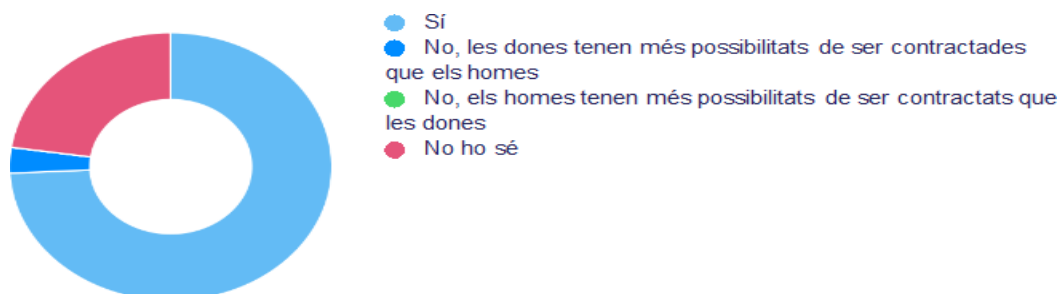 Sí
No, les dones tenen més possibilitats de ser contractades
que els homes
No, els homes tenen més possibilitats de ser contractats que
les dones
No ho sé